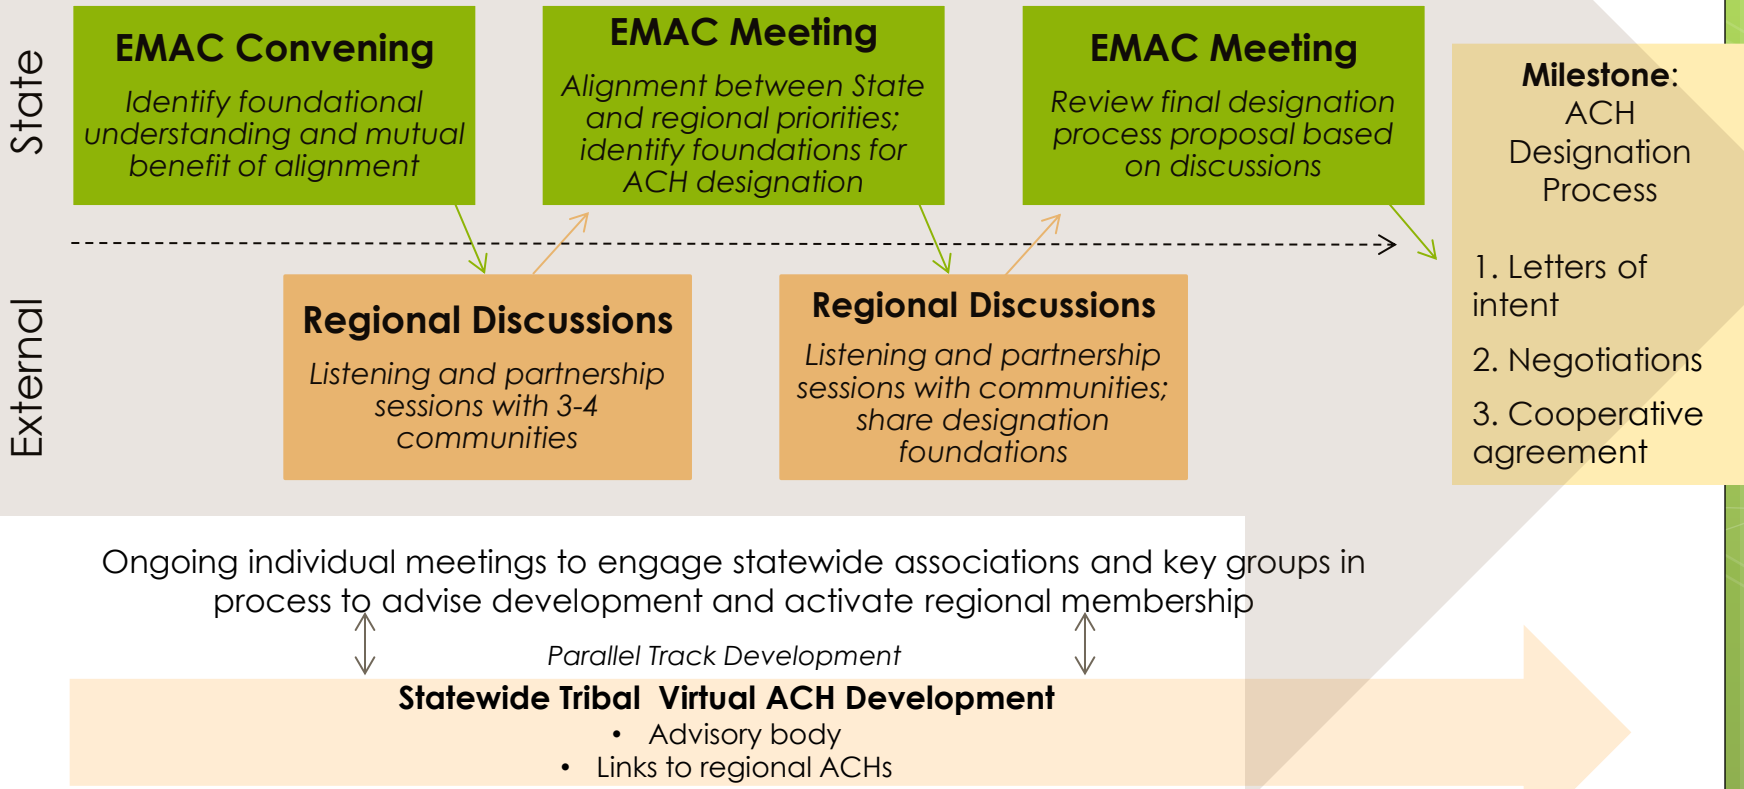 State
EMAC Convening
Identify foundational
understanding and mutual
benefit of alignment
EMAC Meeting
Alignment between State
and regional priorities;
identify foundations for
ACH designation
EMAC Meeting
Review final designation
process proposal based
on discussions
Milestone:
ACH
Designation
Process
1. Letters of
intent
2. Negotiations
3. Cooperative
agreement
External
Regional Discussions
Listening and partnership
sessions with 3-4
communities
Regional Discussions
Listening and partnership
sessions with communities;
share designation
foundations
Ongoing individual meetings to engage statewide associations and key groups in
process to advise development and activate regional membership
Parallel Track Development
Statewide Tribal  Virtual ACH Development
• Advisory body
• Links to regional ACHs